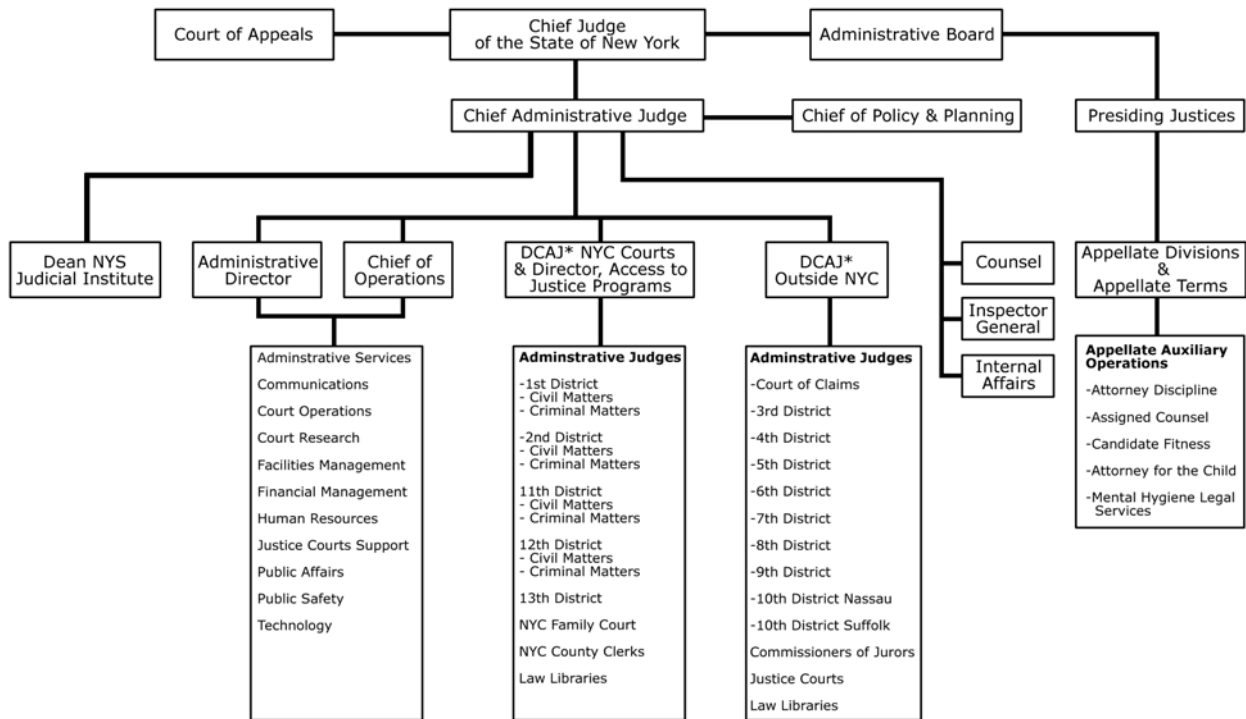 Court of Appeals
Chief Judge
of the State of New York
Administrative Board
Chief Administrative Judge
Chief of Policy & Planning
Presiding Justices
Dean NYS
Judicial Institute
Administrative
Director
Chief of
Operations
DCAJ* NYC Courts
& Director, Access to
Justice Programs
DCAJ*
Outside NYC
Counsel
Inspector
General
Internal
Affairs
Appellate Divisions
&
Appellate Terms
Adminstrative Services
Communications
Court Operations
Court Research
Facilities Management
Financial Management
Human Resources
Justice Courts Support
Public Affairs
Public Safety
Technology
Adminstrative Judges
-1st District
- Civil Matters
- Criminal Matters
-2nd District
- Civil Matters
- Criminal Matters
11th District
- Civil Matters
- Criminal Matters
12th District
- Civil Matters
- Criminal Matters
13th District
NYC Family Court
NYC County Clerks
Law Libraries
Adminstrative Judges
-Court of Claims
-3rd District
-4th District
-5th District
-6th District
-7th District
-8th District
-9th District
-10th District Nassau
-10th District Suffolk
Commissioners of Jurors
Justice Courts
Law Libraries
Appellate Auxiliary
Operations
-Attorney Discipline
-Assigned Counsel
-Candidate Fitness
-Attorney for the Child
-Mental Hygiene Legal
Services